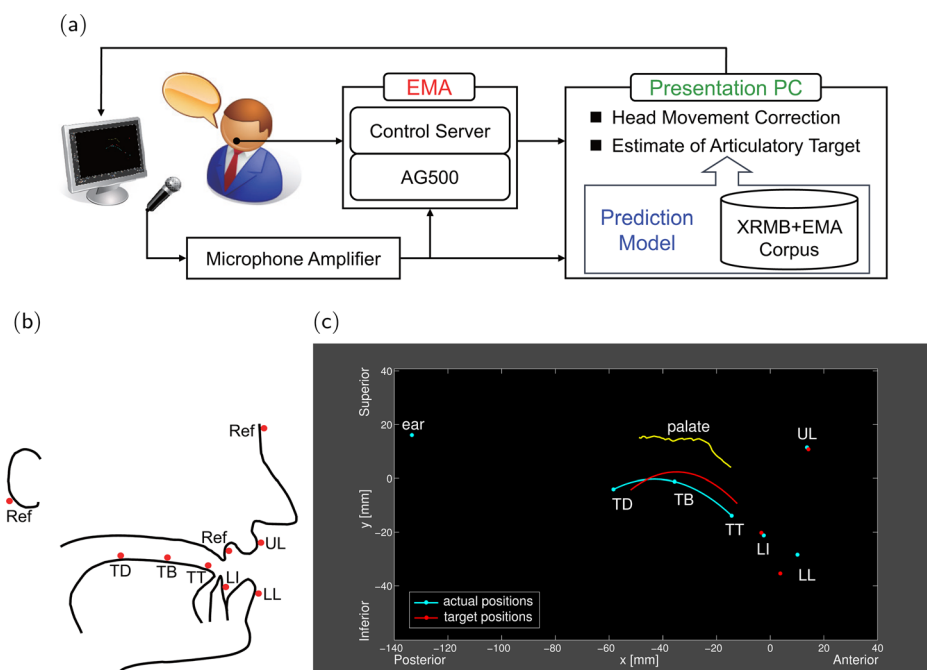 (a)
EMA
Control Server
AG500
Presentation PC
■ Head Movement Correction
■ Estimate of Articulatory Target
Prediction
Model
XRMB+EMA
Corpus
Microphone Amplifier
(b)
Ref
Ref
Ref
UL
TD
TB
TT
LI
LL
(c)
Superior
y [mm]
Inferior
40
20
0
−20
−40
−60
ear
palate
UL
TD
TB
TT
LI
LL
actual positions
target positions
−140 −120 −100 −80 −60 −40 −20 0 20 40
Posterior x [mm] Anterior